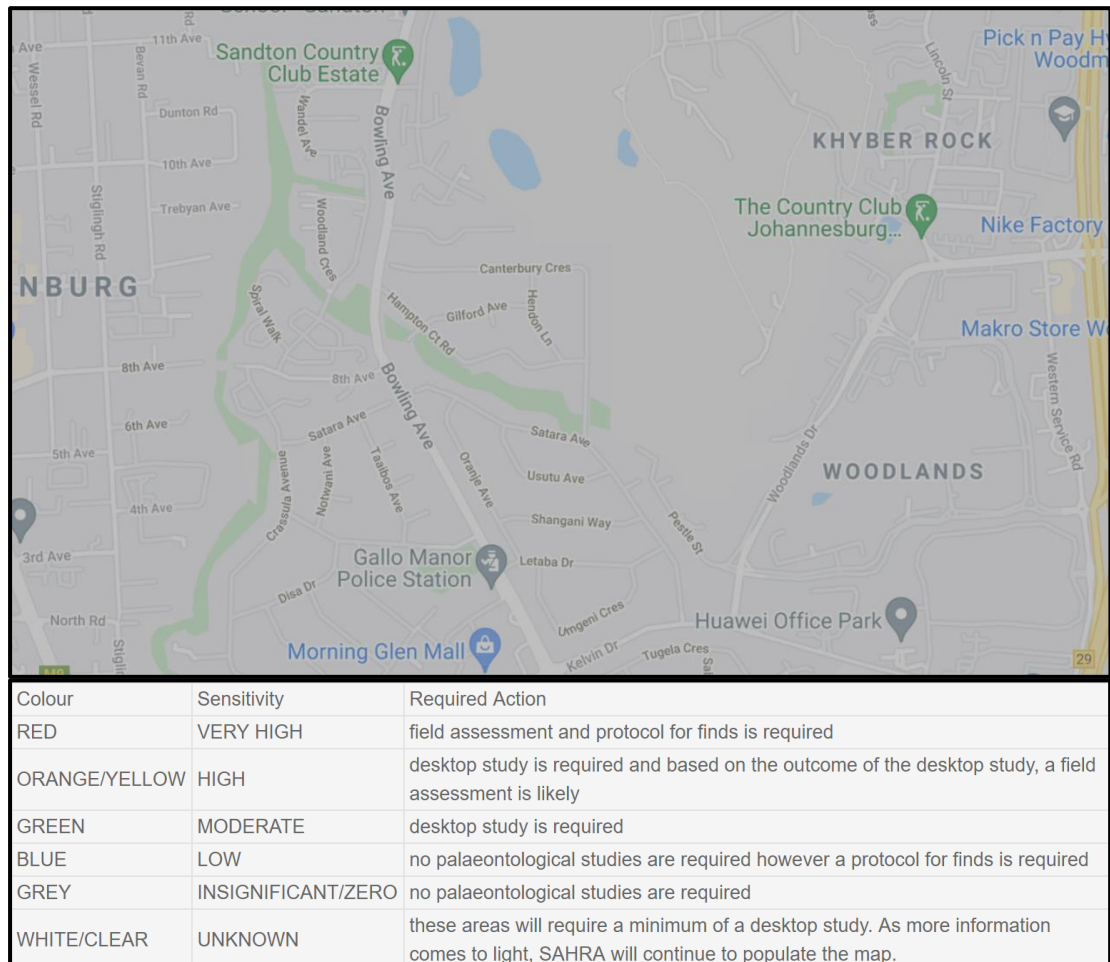 School - Sandton
Ave
11th Ave
Rd
Sandton Country
Club Estate
Wessel Rd
Bevan Rd
Dunton Rd
Wandel Ave
Bowling Ave
Lincoln St
Pick n Pay Hy
Woodm
KHYBER ROCK
10th Ave
Stiglingh Rd
Trebyan Ave
Woodland Cres
The Country Club
Johannesburg...
Nike Factory
NBURG
Canterbury Cres
Spiral Walk
Hampton Ct Rd
Gilford Ave
Hendon Ln
Makro Store Wo
8th Ave
8th Ave
Bowling Ave
Western Service Rd
6th Ave
Satara Ave
Satara Ave
5th Ave
Crassula Avenue
Notwani Ave
Taaibos Ave
Oranje Ave
Usutu Ave
Woodlands Dr
WOODLANDS
4th Ave
Shangani Way
Pestle St
3rd Ave
Gallo Manor
Police Station
Letaba Dr
Disa Dr
North Rd
Umgeni Cres
Huawei Office Park
Stiglin
Morning Glen Mall
Kelvin Dr
Tugela Cres
Sal
29
M9
Colour Sensitivity Required Action
RED VERY HIGH field assessment and protocol for finds is required
ORANGE/YELLOW HIGH desktop study is required and based on the outcome of the desktop study, a field
assessment is likely
GREEN MODERATE desktop study is required
BLUE LOW no palaeontological studies are required however a protocol for finds is required
GREY INSIGNIFICANT/ZERO no palaeontological studies are required
WHITE/CLEAR UNKNOWN these areas will require a minimum of a desktop study. As more information
comes to light, SAHRA will continue to populate the map.